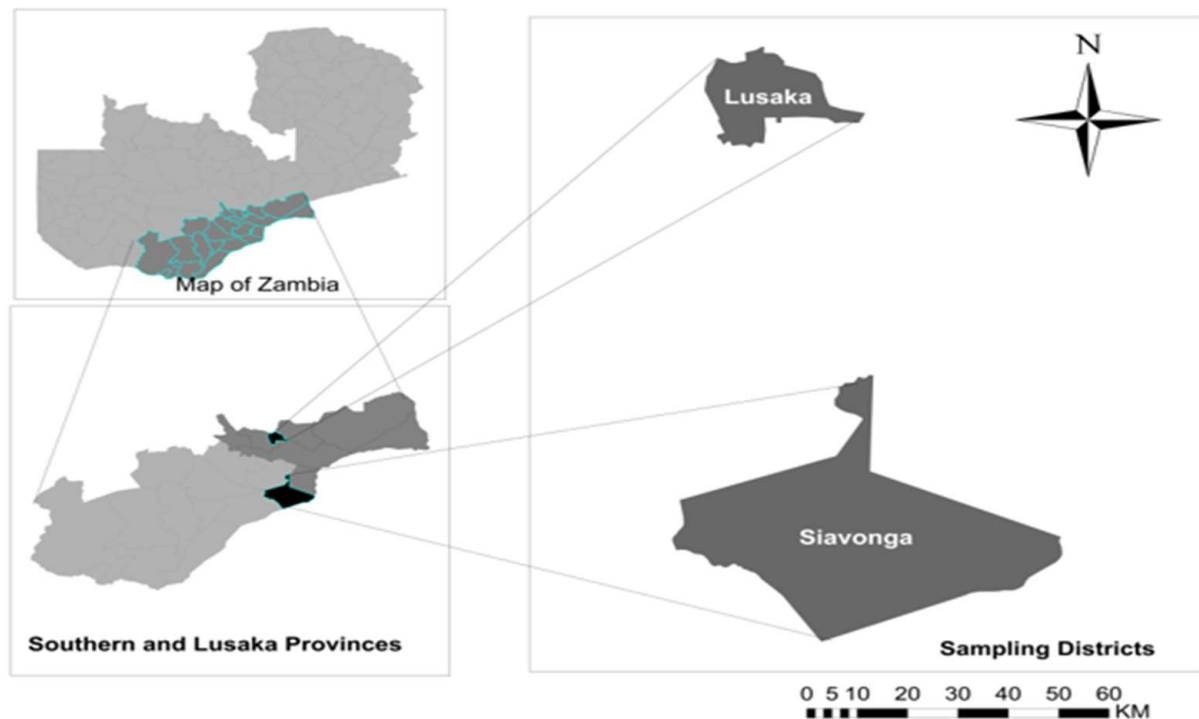 Map of Zambia
Southern and Lusaka Provinces
N
Lusaka
Siavonga
Sampling Districts
0 5 10 20 30 40 50 60
KM